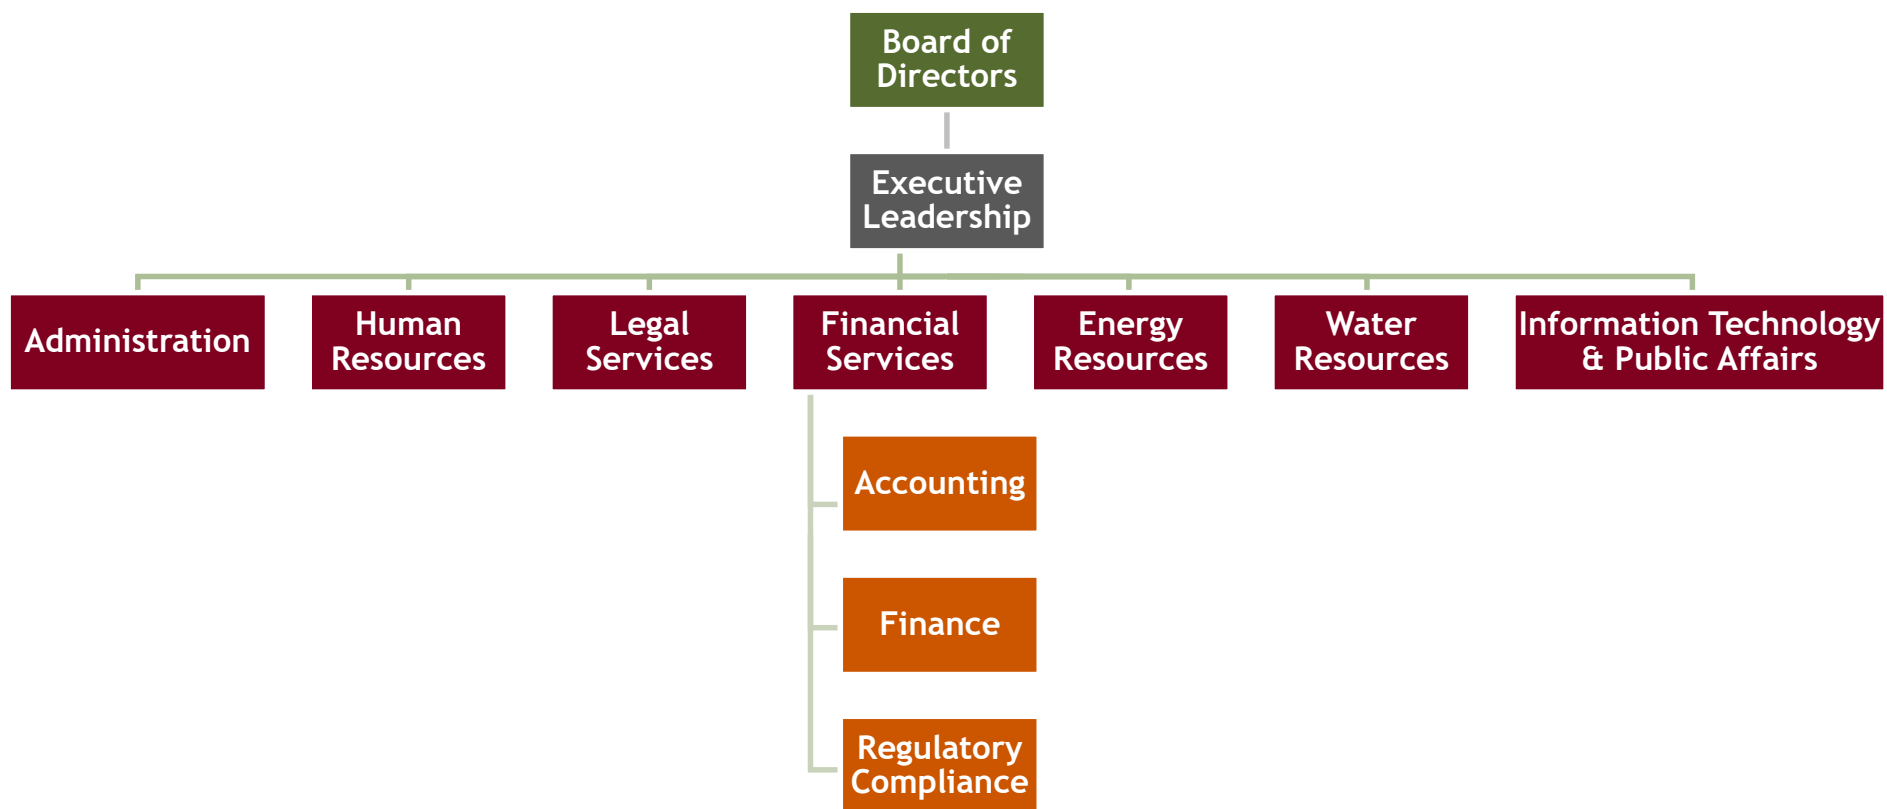 Board of
Directors
Executive
Leadership
Administration
Human
Resources
Legal
Services
Financial
Services
Energy
Resources
Water
Resources
Information Technology
& Public Affairs
Accounting
Finance
Regulatory
Compliance